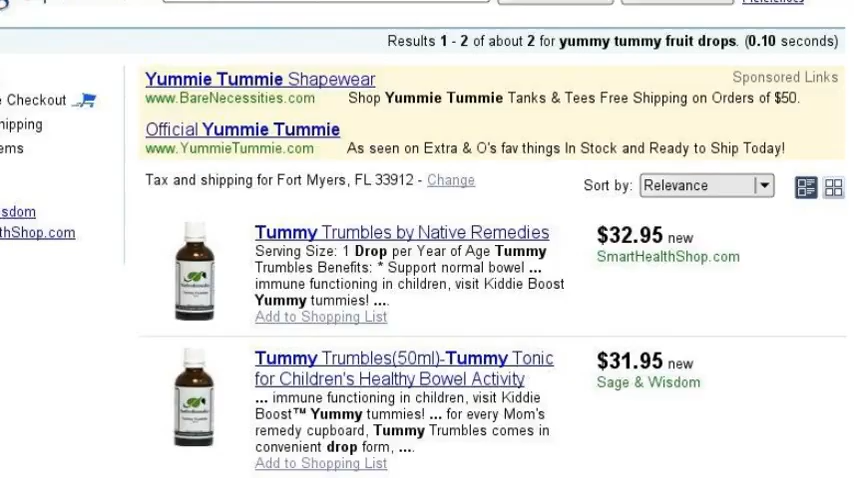 Preferences
Results 1 - 2 of about 2 for yummy tummy fruit drops. (0.10 seconds)
Yummie Tummie Shapewear
Sponsored Links
www.BareNecessities.com Shop Yummie Tummie Tanks & Tees Free Shipping on Orders of $50.
Official Yummie Tummie
www.YummieTummie.com As seen on Extra & O's fav things In Stock and Ready to Ship Today!
Checkout
hipping
ems
sdom
thShop.com
Tax and shipping for Fort Myers, FL 33912 - Change
Sort by: Relevance
Tummy Trumbles by Native Remedies
Serving Size: 1 Drop per Year of Age Tummy
Trumbles Benefits: * Support normal bowel ...
immune functioning in children, visit Kiddie Boost
Yummy tummies! ....
Add to Shopping List
$32.95 new
SmartHealthShop.com
Tummy Trumbles(50ml)-Tummy Tonic
for Children's Healthy Bowel Activity
... immune functioning in children, visit Kiddie
Boost™ Yummy tummies! ... for every Mom's
remedy cupboard, Tummy Trumbles comes in
convenient drop form, ....
Add to Shopping List
$31.95 new
Sage & Wisdom